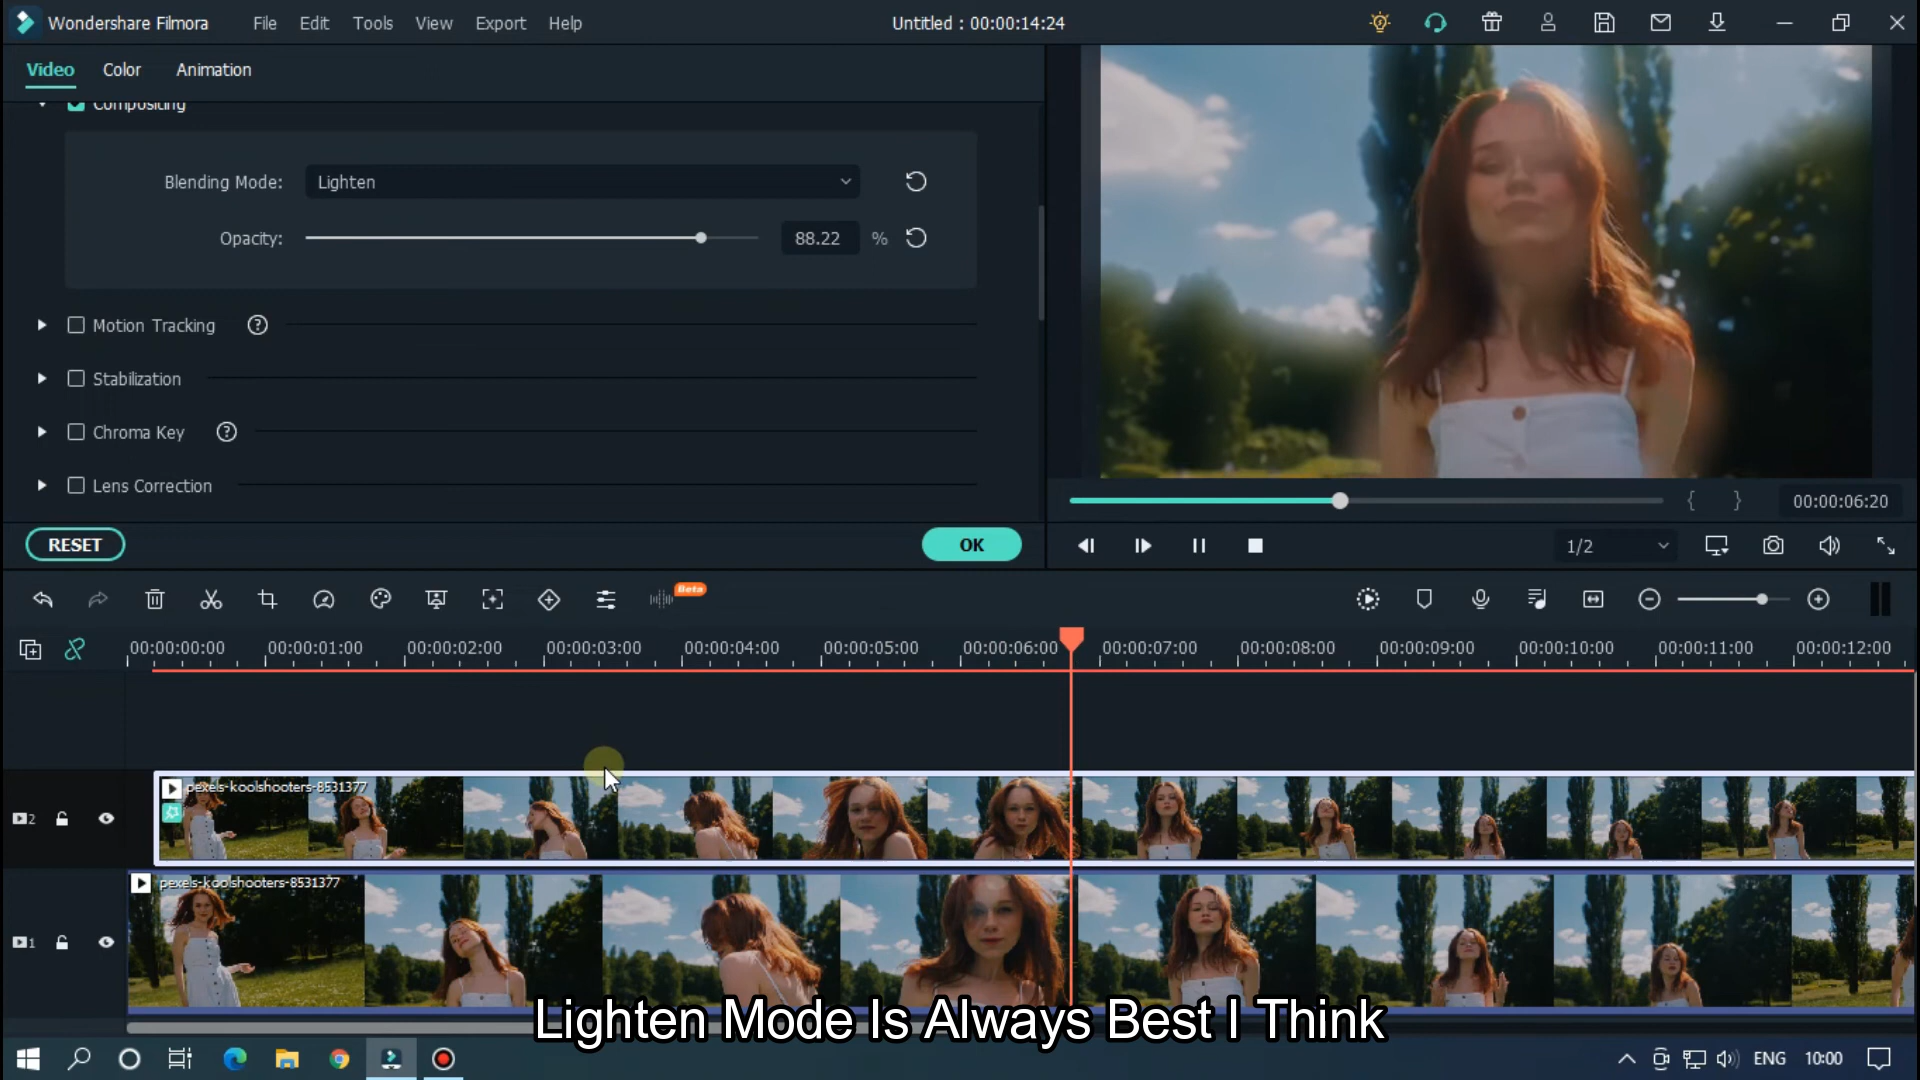 Wondershare Filmora File Edit Tools View Export Help Untitled : 00:00:14:24
Video Color Animation
Compositing
Blending Mode: Lighten
Opacity: 88.22 %
Motion Tracking ?
Stabilization
Chroma Key ?
Lens Correction
RESET OK
{ } 00:00:06:20
1/2
Beta
00:00:00:00 00:00:01:00 00:00:02:00 00:00:03:00 00:00:04:00 00:00:05:00 00:00:06:00 00:00:07:00 00:00:08:00 00:00:09:00 00:00:10:00 00:00:11:00 00:00:12:00
pexels-koolshooters-8531377
2
pexels-koolshooters-8531377
1
Lighten Mode Is Always Best I Think
ENG 10:00